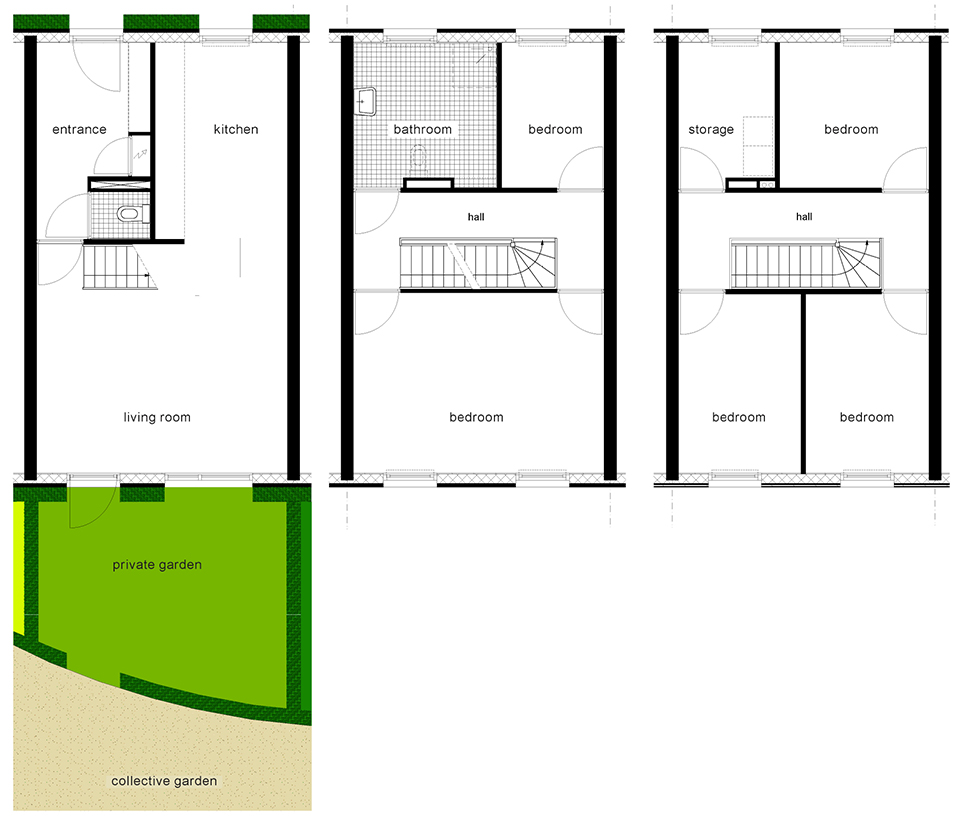 entrance
kitchen
living room
private garden
collective garden
bathroom
bedroom
hall
bedroom
storage
bedroom
hall
bedroom
bedroom